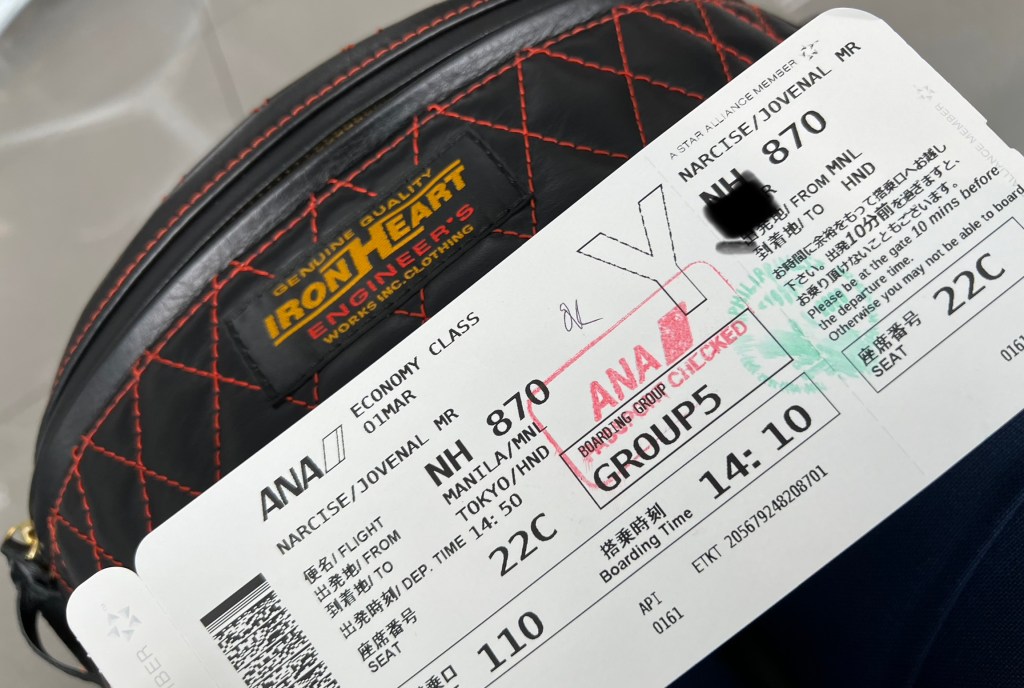 GENUINE QUALITY
IRON HEART
ENGINEER'S
WORKS INC. CLOTHING
ANA
ECONOMY CLASS
01MAR
NARCISE/JOVENAL MR
便名/ FLIGHT
NH 870
出発地/ FROM
MANILA/MNL
到着地/ TO
TOKYO/HND
出発時刻/ DEP. TIME 14: 50
座席番号
SEAT
22C
搭乗口
110
Y
ANA
CHECKED
BOARDING GROUP
GROUP5
搭乗時刻
Boarding Time
14: 10
API
0161
ETKT 205679248208701
A STAR ALLIANCE MEMBER
NARCISE/JOVENAL MR
NH 870
出発地/ FROM MNL
到着地/ TO HND
お時間に余裕をもって搭乗口へお越し
下さい。出発10分前を過ぎますと、
お乗り頂けないこともございます。
Please be at the gate 10 mins before
the departure time.
Otherwise you may not be able to board
座席番号
SEAT
22C
0161